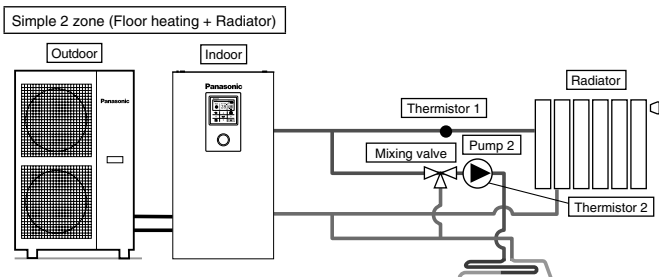 Simple 2 zone (Floor heating + Radiator)
Outdoor
Indoor
Panasonic
Panasonic
Radiator
Thermistor 1
Mixing valve
Pump 2
Thermistor 2